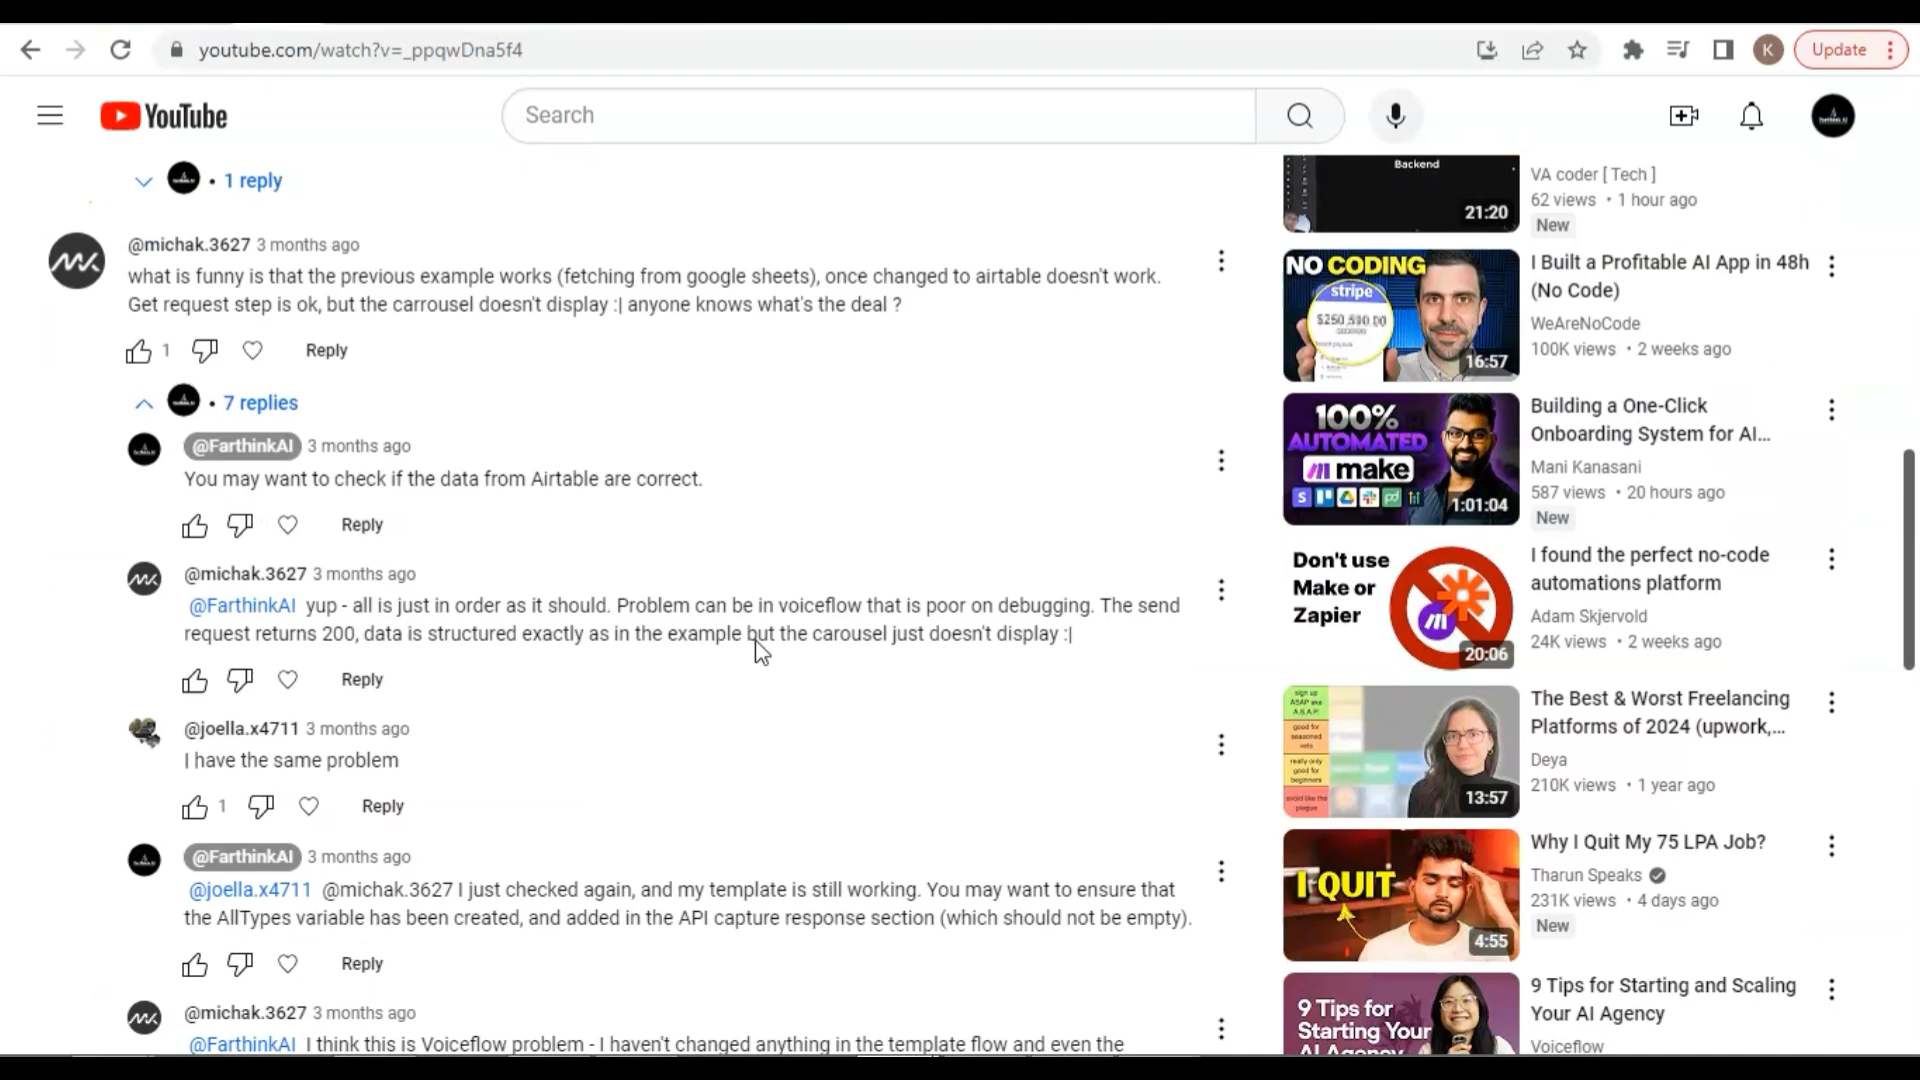 youtube.com/watch?v=_ppqwDna5f4
K
Update
YouTube
Search
• 1 reply
@michak.3627 3 months ago
what is funny is that the previous example works (fetching from google sheets), once changed to airtable doesn't work.
Get request step is ok, but the carrousel doesn't display :| anyone knows what's the deal ?
1
Reply
• 7 replies
@FarthinkAI 3 months ago
You may want to check if the data from Airtable are correct.
Reply
@michak.3627 3 months ago
@FarthinkAI yup - all is just in order as it should. Problem can be in voiceflow that is poor on debugging. The send
request returns 200, data is structured exactly as in the example but the carousel just doesn't display :|
Reply
@joella.x4711 3 months ago
I have the same problem
1
Reply
@FarthinkAI 3 months ago
@joella.x4711 @michak.3627 I just checked again, and my template is still working. You may want to ensure that
the AllTypes variable has been created, and added in the API capture response section (which should not be empty).
Reply
@michak.3627 3 months ago
@FarthinkAI I think this is Voiceflow problem - I haven't changed anything in the template flow and even the
Backend
21:20
VA coder [ Tech ]
62 views • 1 hour ago
New
NO CODING
stripe
16:57
I Built a Profitable AI App in 48h
(No Code)
WeAreNoCode
100K views • 2 weeks ago
100%
AUTOMATED
make
1:01:04
Building a One-Click
Onboarding System for AI...
Mani Kanasani
587 views • 20 hours ago
New
Don't use
Make or
Zapier
20:06
I found the perfect no-code
automations platform
Adam Skjervold
24K views • 2 weeks ago
13:57
The Best & Worst Freelancing
Platforms of 2024 (upwork,...
Deya
210K views • 1 year ago
I QUIT
4:55
Why I Quit My 75 LPA Job?
Tharun Speaks
231K views • 4 days ago
New
9 Tips for
Starting Your
AI Agency
9 Tips for Starting and Scaling
Your AI Agency
Voiceflow